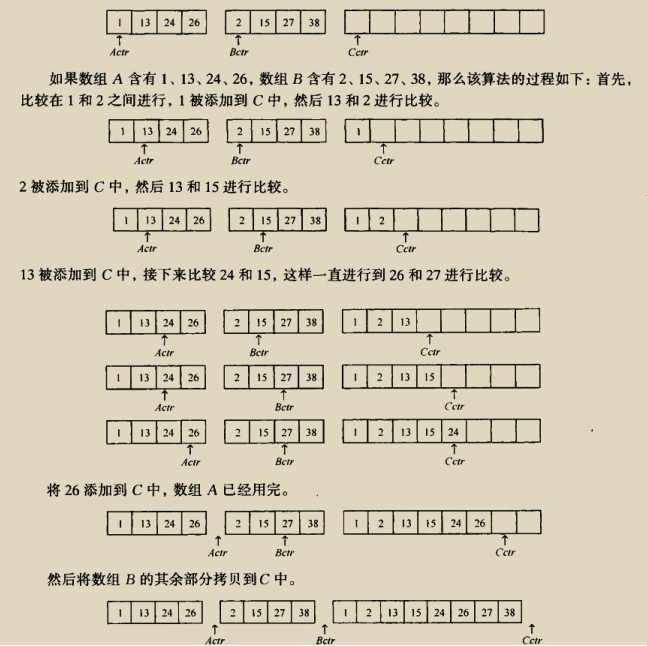 1 13 24 26 2 15 27 38
Actr Bctr Cctr
如果数组 A 含有 1、13、24、26，数组 B 含有 2、15、27、38，那么该算法的过程如下：首先，
比较在 1 和 2 之间进行，1 被添加到 C 中，然后 13 和 2 进行比较。
1 13 24 26 2 15 27 38 1
Actr Bctr Cctr
2 被添加到 C 中，然后 13 和 15 进行比较。
1 13 24 26 2 15 27 38 1 2
Actr Bctr Cctr
13 被添加到 C 中，接下来比较 24 和 15，这样一直进行到 26 和 27 进行比较。
1 13 24 26 2 15 27 38 1 2 13
Actr Bctr Cctr
1 13 24 26 2 15 27 38 1 2 13 15
Actr Bctr Cctr
1 13 24 26 2 15 27 38 1 2 13 15 24
Actr Bctr Cctr
将 26 添加到 C 中，数组 A 已经用完。
1 13 24 26 2 15 27 38 1 2 13 15 24 26
Actr Bctr Cctr
然后将数组 B 的其余部分拷贝到 C 中。
1 13 24 26 2 15 27 38 1 2 13 15 24 26 27 38
Actr Bctr Cctr